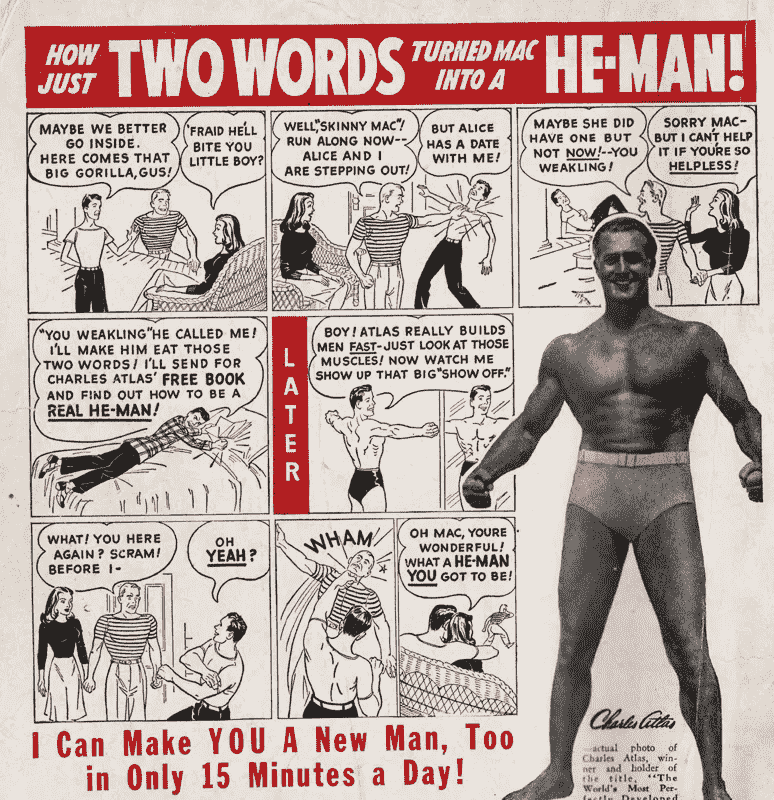 HOW
JUST
TWO WORDS
TURNED MAC
INTO A
HE-MAN!
MAYBE WE BETTER
GO INSIDE.
HERE COMES THAT
BIG GORILLA, GUS!
'FRAID HE'LL
BITE YOU
LITTLE BOY?
WELL, "SKINNY MAC"!
RUN ALONG NOW--
ALICE AND I
ARE STEPPING OUT!
BUT ALICE
HAS A DATE
WITH ME!
MAYBE SHE DID
HAVE ONE BUT
NOT NOW!--YOU
WEAKLING!
SORRY MAC-
BUT I CAN'T HELP
IT IF YOU'RE SO
HELPLESS!
"YOU WEAKLING" HE CALLED ME!
I'LL MAKE HIM EAT THOSE
TWO WORDS! I'LL SEND FOR
CHARLES ATLAS' FREE BOOK
AND FIND OUT HOW TO BE A
REAL HE-MAN!
LATER
BOY! ATLAS REALLY BUILDS
MEN FAST-JUST LOOK AT THOSE
MUSCLES! NOW WATCH ME
SHOW UP THAT BIG "SHOW OFF."
WHAT! YOU HERE
AGAIN? SCRAM!
BEFORE I-
OH
YEAH?
WHAM
OH MAC, YOURE
WONDERFUL!
WHAT A HE-MAN
YOU GOT TO BE!
I Can Make YOU A New Man, Too
in Only 15 Minutes a Day!
Charles Atlas
—actual photo of
Charles Atlas, win-
ner and holder of
the title, "The
World's Most Per-
fectly Developed